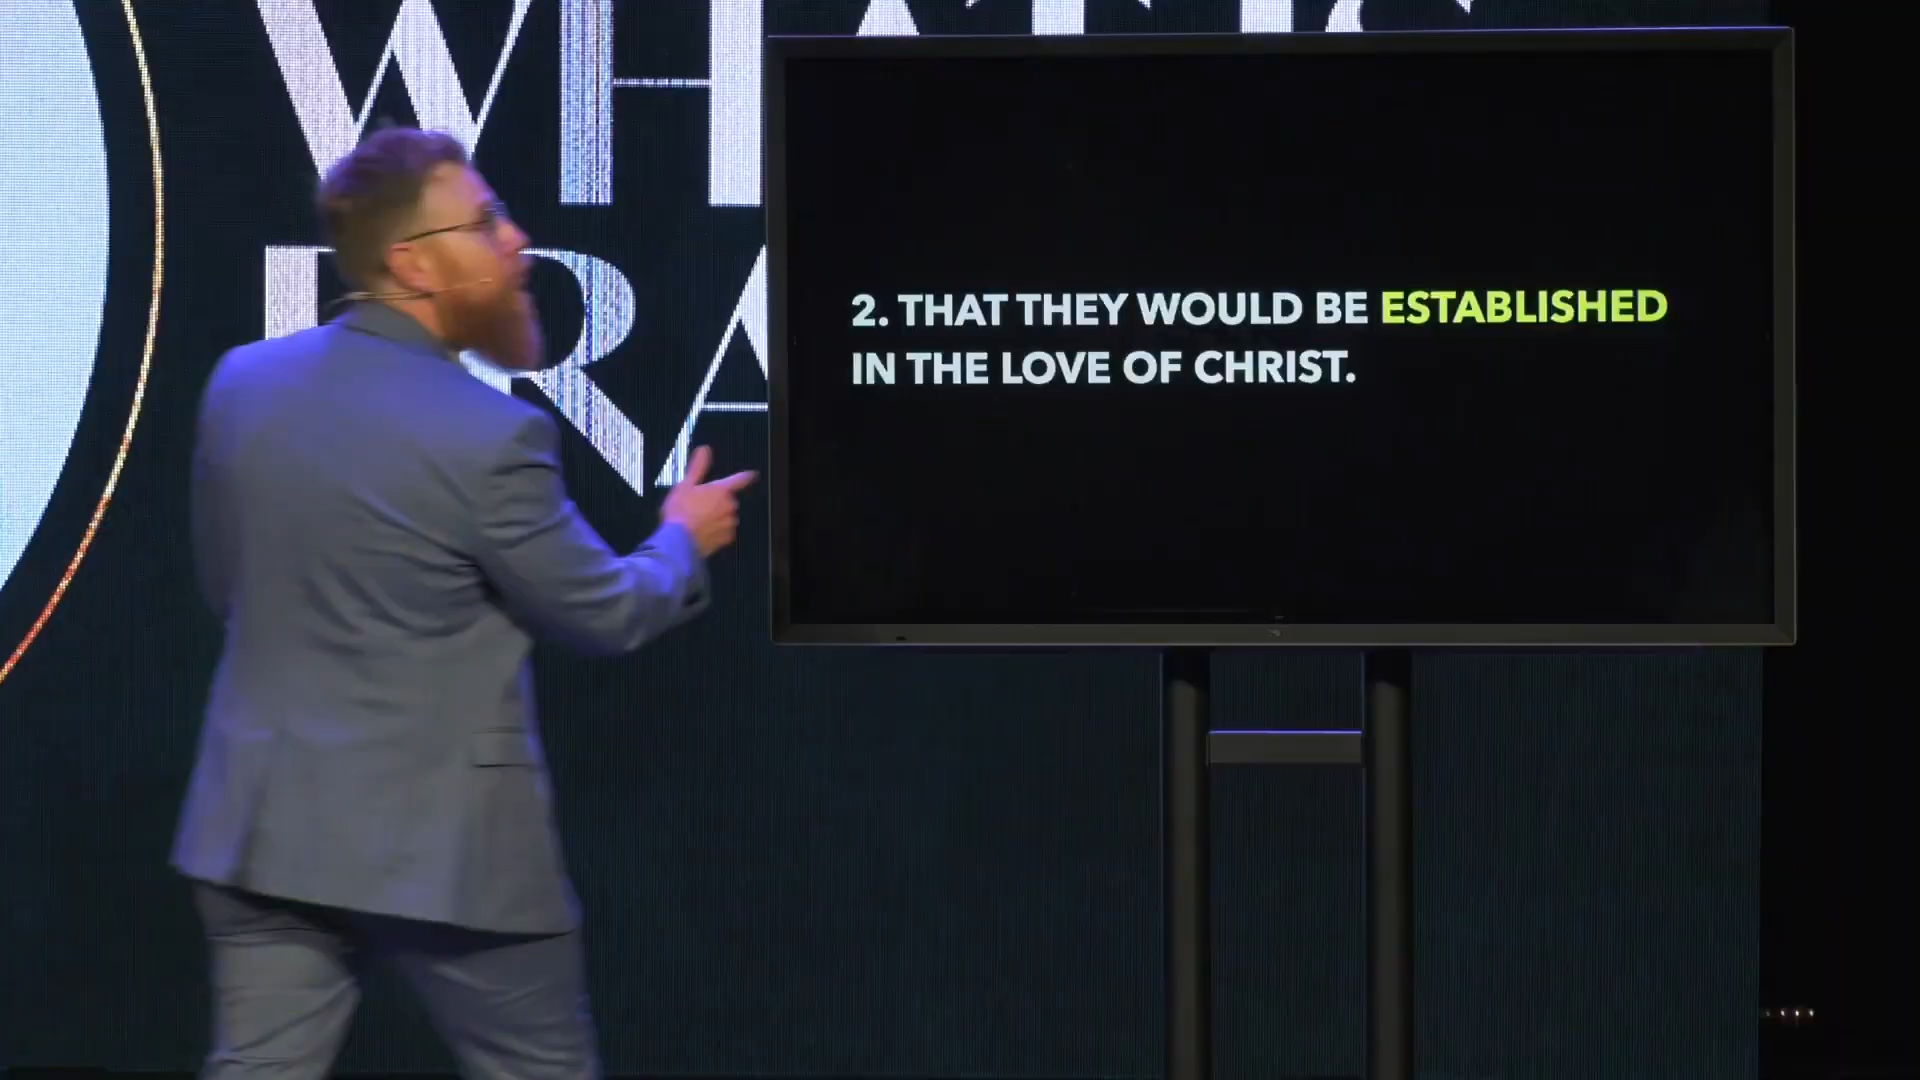 2. THAT THEY WOULD BE ESTABLISHED
IN THE LOVE OF CHRIST.